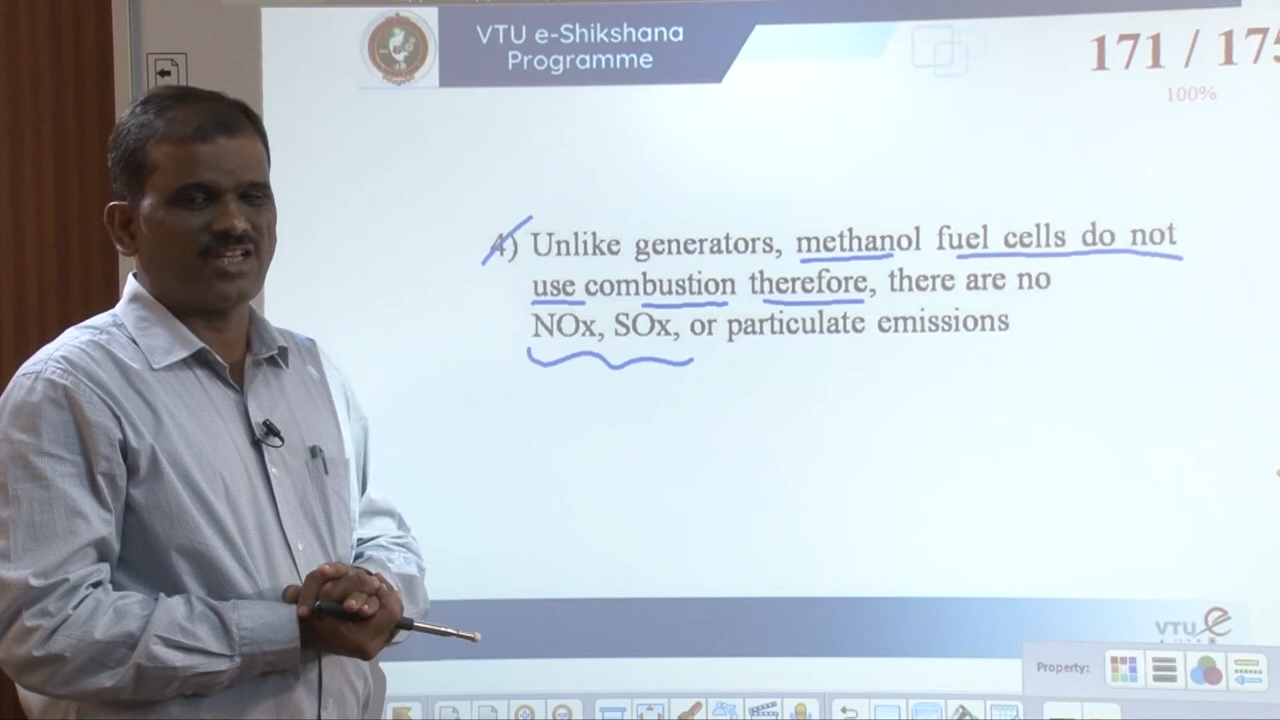 VTU e-Shikshana
Programme
171 / 175
100%
4) Unlike generators, methanol fuel cells do not
use combustion therefore, there are no
NOx, SOx, or particulate emissions
VTU e
Property: